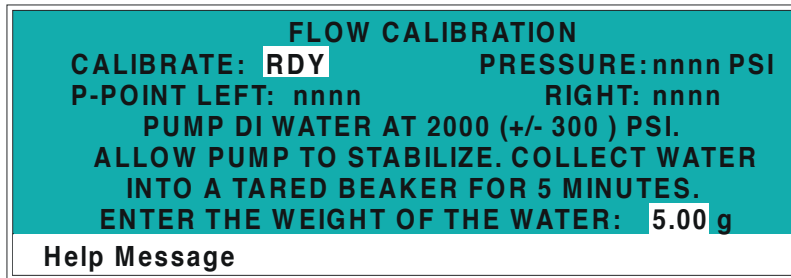 FLOW CALIBRATION
CALIBRATE: RDY PRESSURE: nnnn PSI
P-POINT LEFT: nnnn RIGHT: nnnn
PUMP DI WATER AT 2000 (+/- 300 ) PSI.
ALLOW PUMP TO STABILIZE. COLLECT WATER
INTO A TARED BEAKER FOR 5 MINUTES.
ENTER THE WEIGHT OF THE WATER: 5.00 g
Help Message